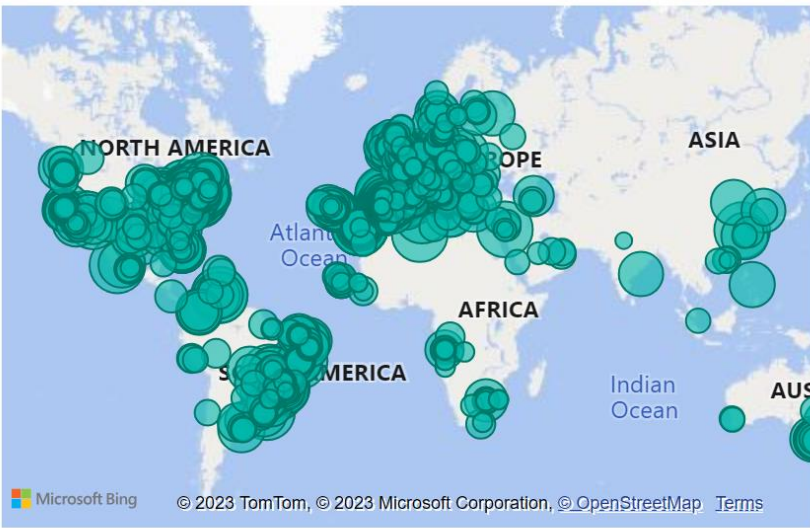 NORTH AMERICA
ASIA
OPE
Atlant
Ocean
AFRICA
S
MERICA
Indian
Ocean
AUS
Microsoft Bing
© 2023 TomTom, © 2023 Microsoft Corporation, © OpenStreetMap Terms